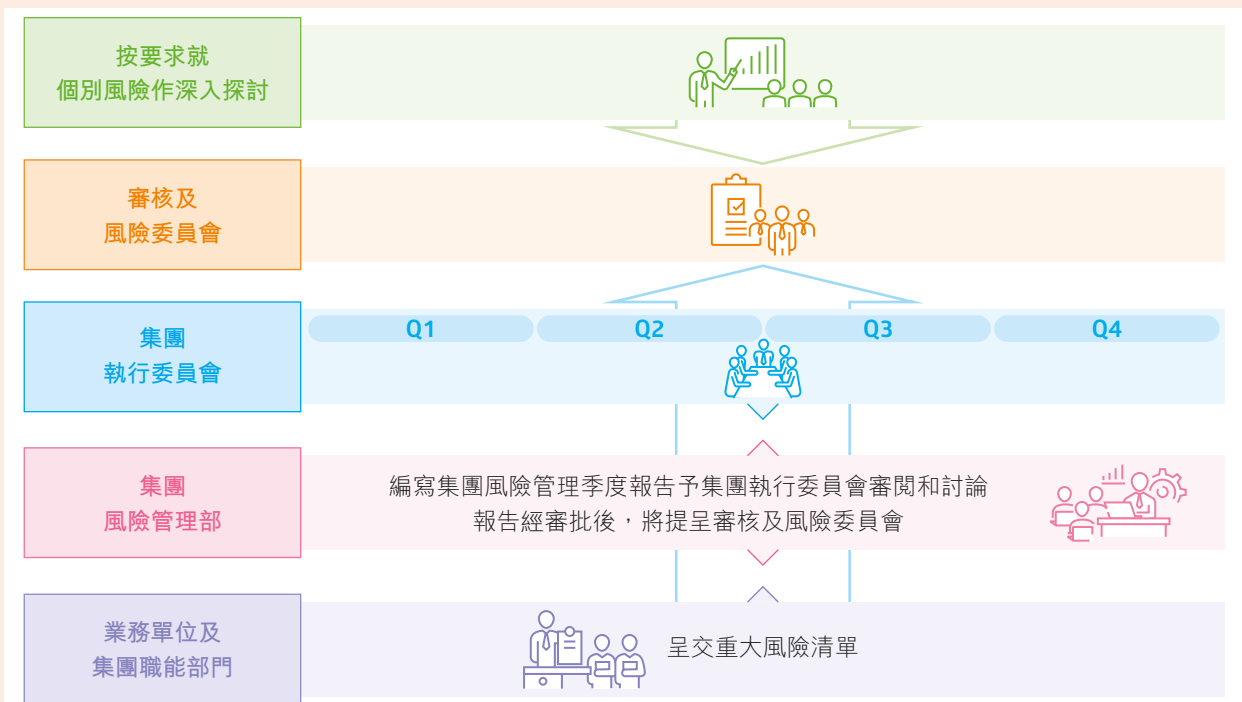 按要求就
個別風險作深入探討
審核及
風險委員會
集團
執行委員會
Q1 Q2 Q3 Q4
集團
風險管理部
編寫集團風險管理季度報告予集團執行委員會審閱和討論
報告經審批後，將提呈審核及風險委員會
業務單位及
集團職能部門
呈交重大風險清單